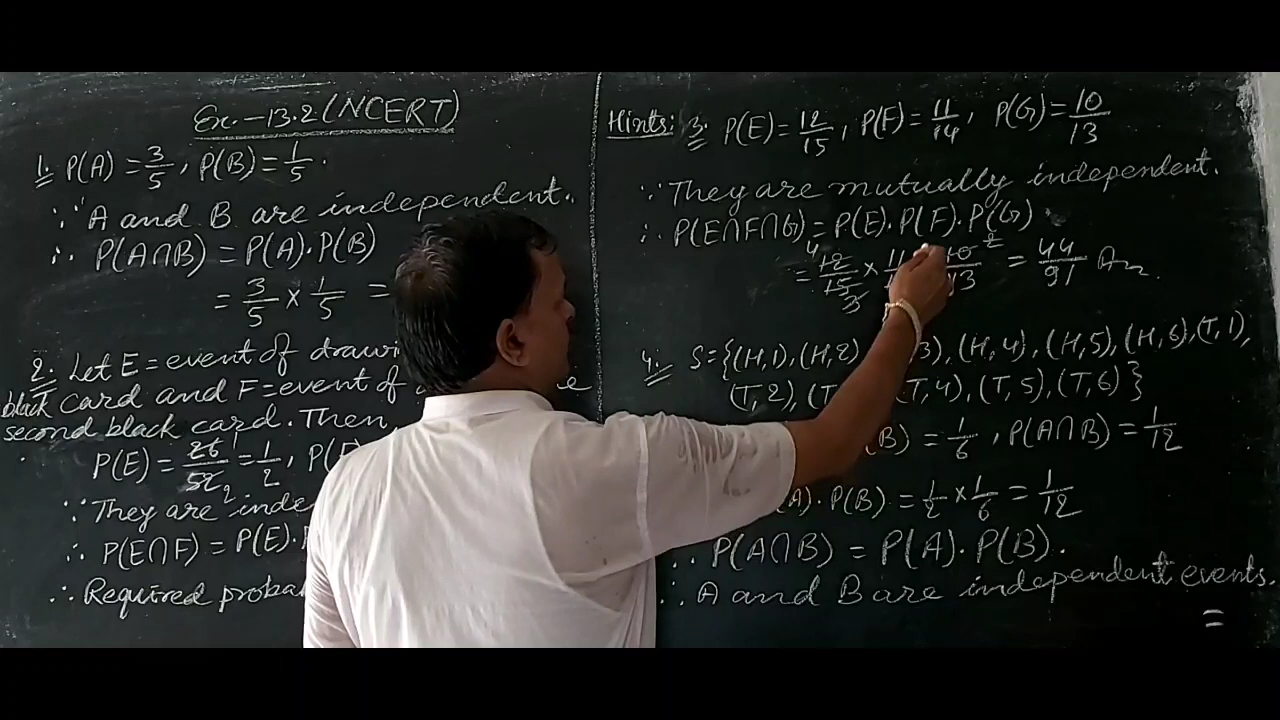 Ex.-13.2 (NCERT)
1. P(A) = 3/5, P(B) = 1/5.
∵ A and B are independent.
∴ P(A∩B) = P(A).P(B)
= 3/5 × 1/5 =
2. Let E = event of
black card and F = event of
second black card. Then,
P(E) = 26 1/52 2 = 1/2,
∵ They are
∴ P(E∩F) = P(E).
∴ Required
Hints: 3. P(E) = 12/15, P(F) = 11/14, P(G) = 10/13
∵ They are mutually independent.
∴ P(E∩F∩G) = P(E).P(F).P(G)
= 4 12/15 3 × 11 10 2/13 = 44/91 Ans.
4. S = {(H,1), (H,2) 3), (H,4), (H,5), (H,6), (T,1),
(T,2), (T T,4), (T,5), (T,6)}
(B) = 1/6, P(A∩B) = 1/12
P(B) = 1/2 × 1/6 = 1/12
∴ P(A∩B) = P(A).P(B).
∴ A and B are independent events.